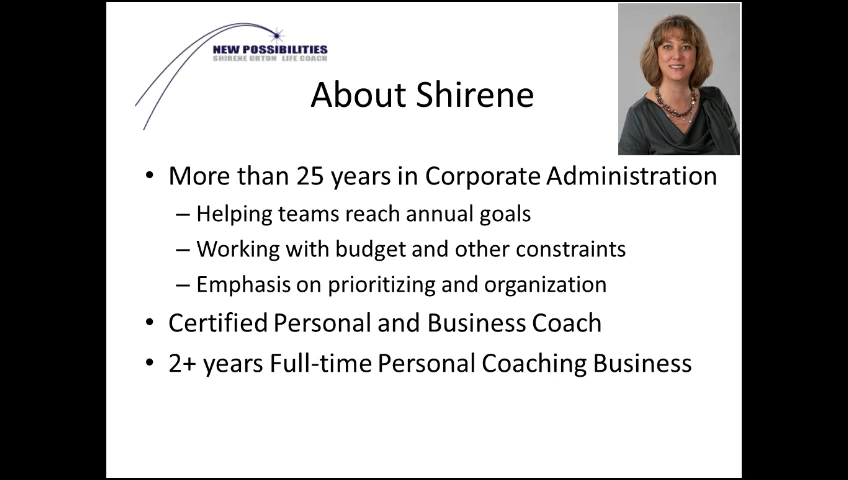 NEW POSSIBILITIES
SHIRENE URTON LIFE COACH
About Shirene
• More than 25 years in Corporate Administration
– Helping teams reach annual goals
– Working with budget and other constraints
– Emphasis on prioritizing and organization
• Certified Personal and Business Coach
• 2+ years Full-time Personal Coaching Business